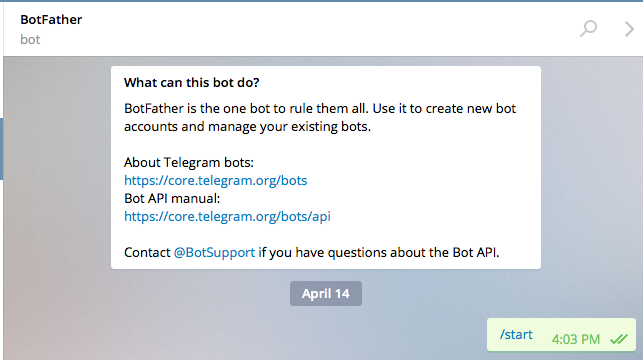 BotFather
bot
What can this bot do?
BotFather is the one bot to rule them all. Use it to create new bot
accounts and manage your existing bots.
About Telegram bots:
https://core.telegram.org/bots
Bot API manual:
https://core.telegram.org/bots/api
Contact @BotSupport if you have questions about the Bot API.
April 14
/start 4:03 PM